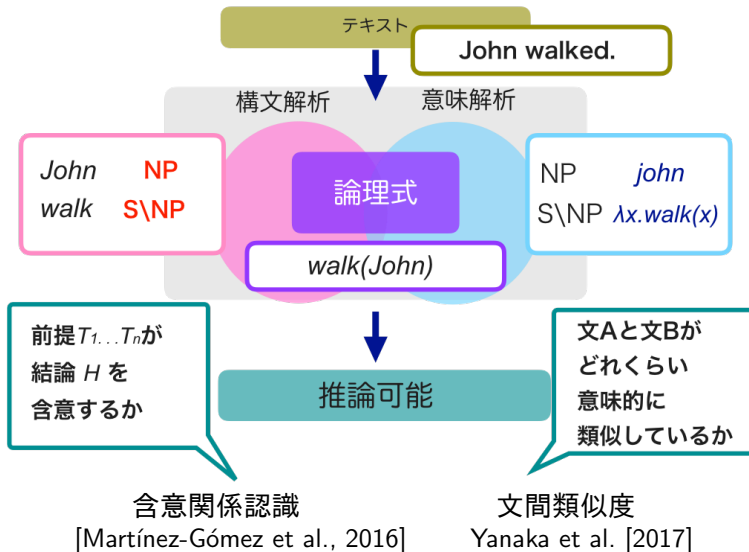 テキスト
John walked.
構文解析
意味解析
John NP
walk S\NP
論理式
NP john
S\NP λx.walk(x)
walk(John)
前提T1...Tnが
結論 H を
含意するか
文Aと文Bが
どれくらい
意味的に
類似しているか
推論可能
含意関係認識
[Martínez-Gómez et al., 2016]
文間類似度
Yanaka et al. [2017]